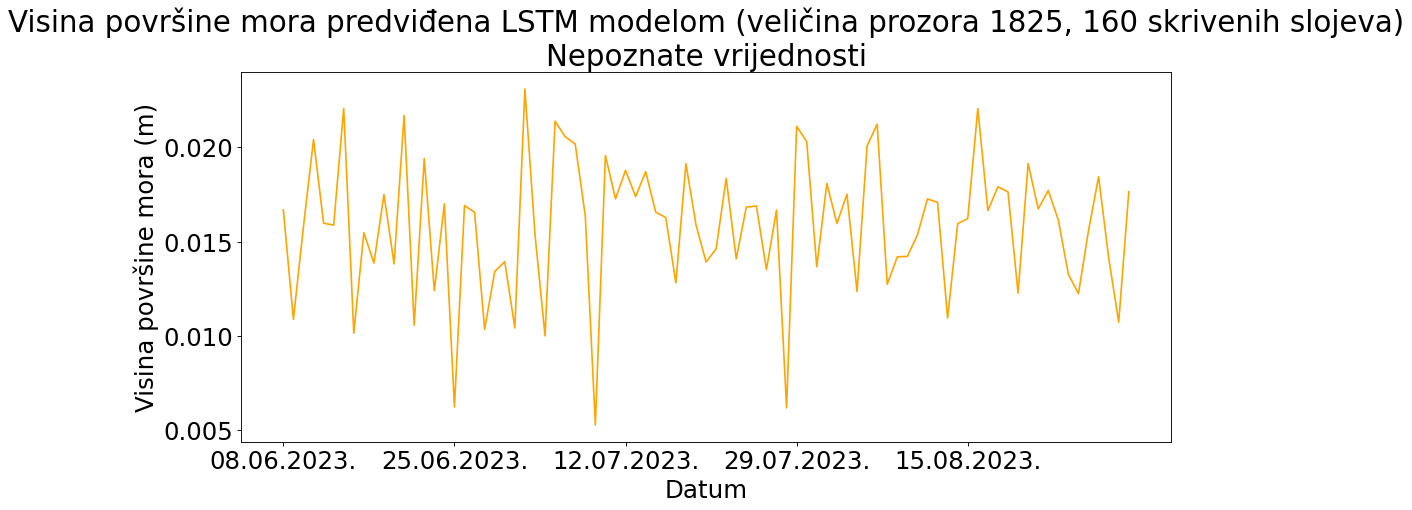 Visina površine mora predviđena LSTM modelom (veličina prozora 1825, 160 skrivenih slojeva)
Nepoznate vrijednosti
Visina površine mora (m)
0.020
0.015
0.010
0.005
08.06.2023. 25.06.2023. 12.07.2023. 29.07.2023. 15.08.2023.
Datum